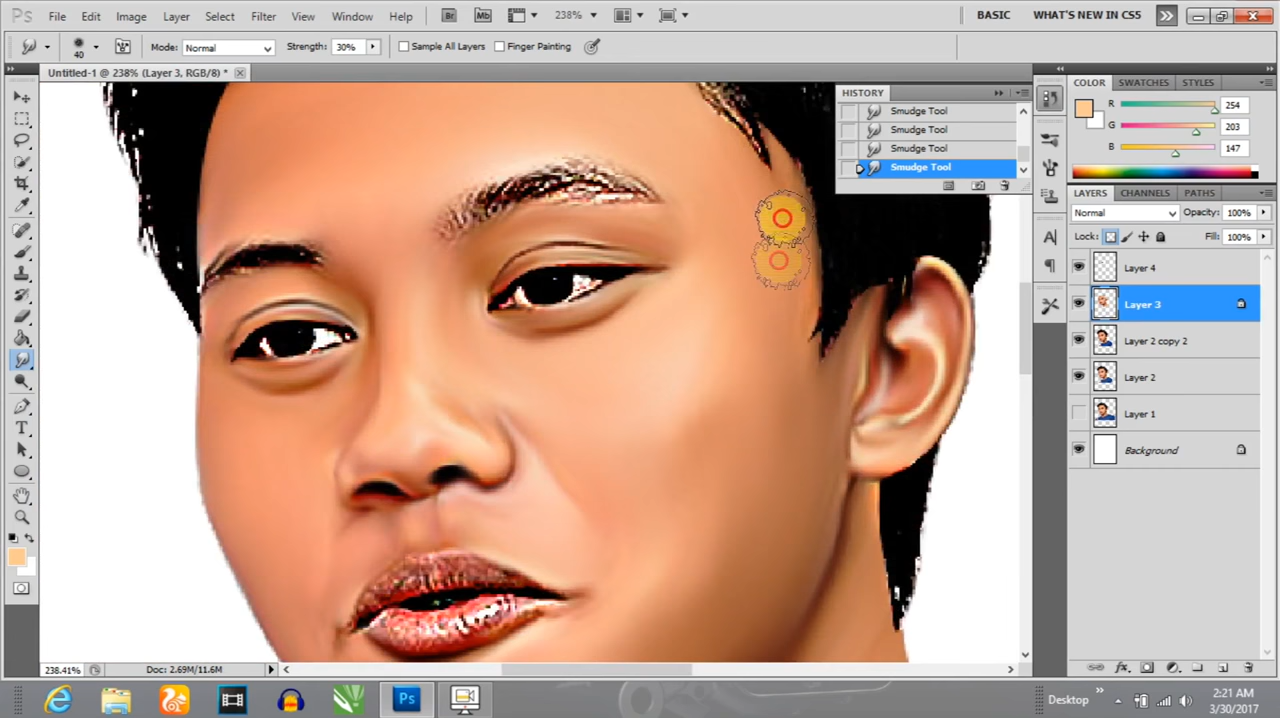 Ps File Edit Image Layer Select Filter View Window Help Br Mb 238% BASIC WHAT'S NEW IN CS5
40 Mode: Normal Strength: 30% Sample All Layers Finger Painting
Untitled-1 @ 238% (Layer 3, RGB/8) *
HISTORY
Smudge Tool
Smudge Tool
Smudge Tool
Smudge Tool
COLOR SWATCHES STYLES
R 254
G 203
B 147
LAYERS CHANNELS PATHS
Normal Opacity: 100%
Lock: Fill: 100%
Layer 4
Layer 3
Layer 2 copy 2
Layer 2
Layer 1
Background
238.41% Doc: 2.69M/11.6M
Ps Desktop 2:21 AM
3/30/2017